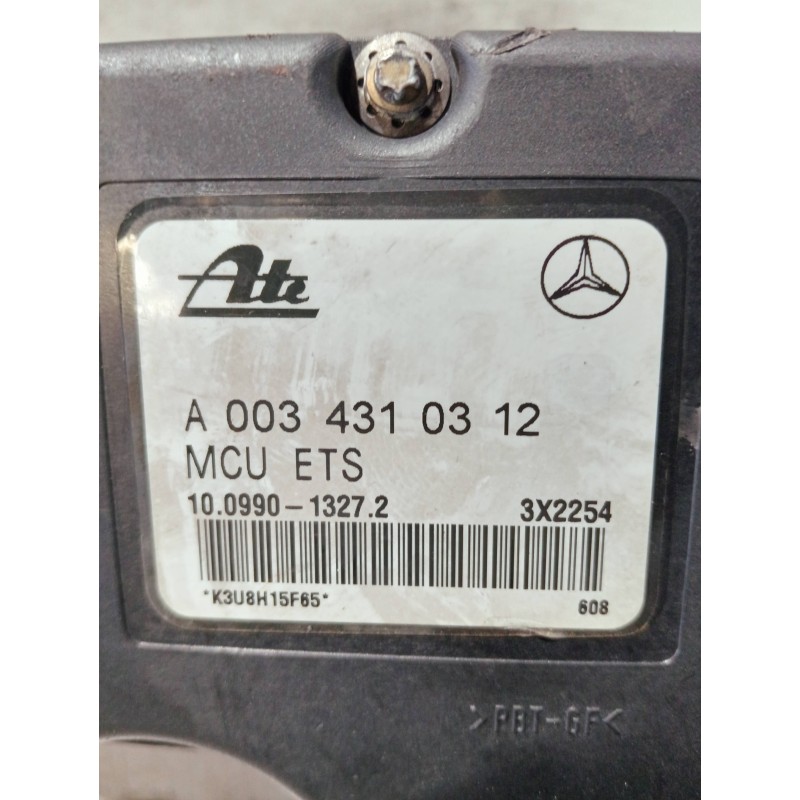 Ate
A 003 431 03 12
MCU ETS
10.0990-1327.2 3X2254
*K3U8H15F65* 608
>PBT-GF<